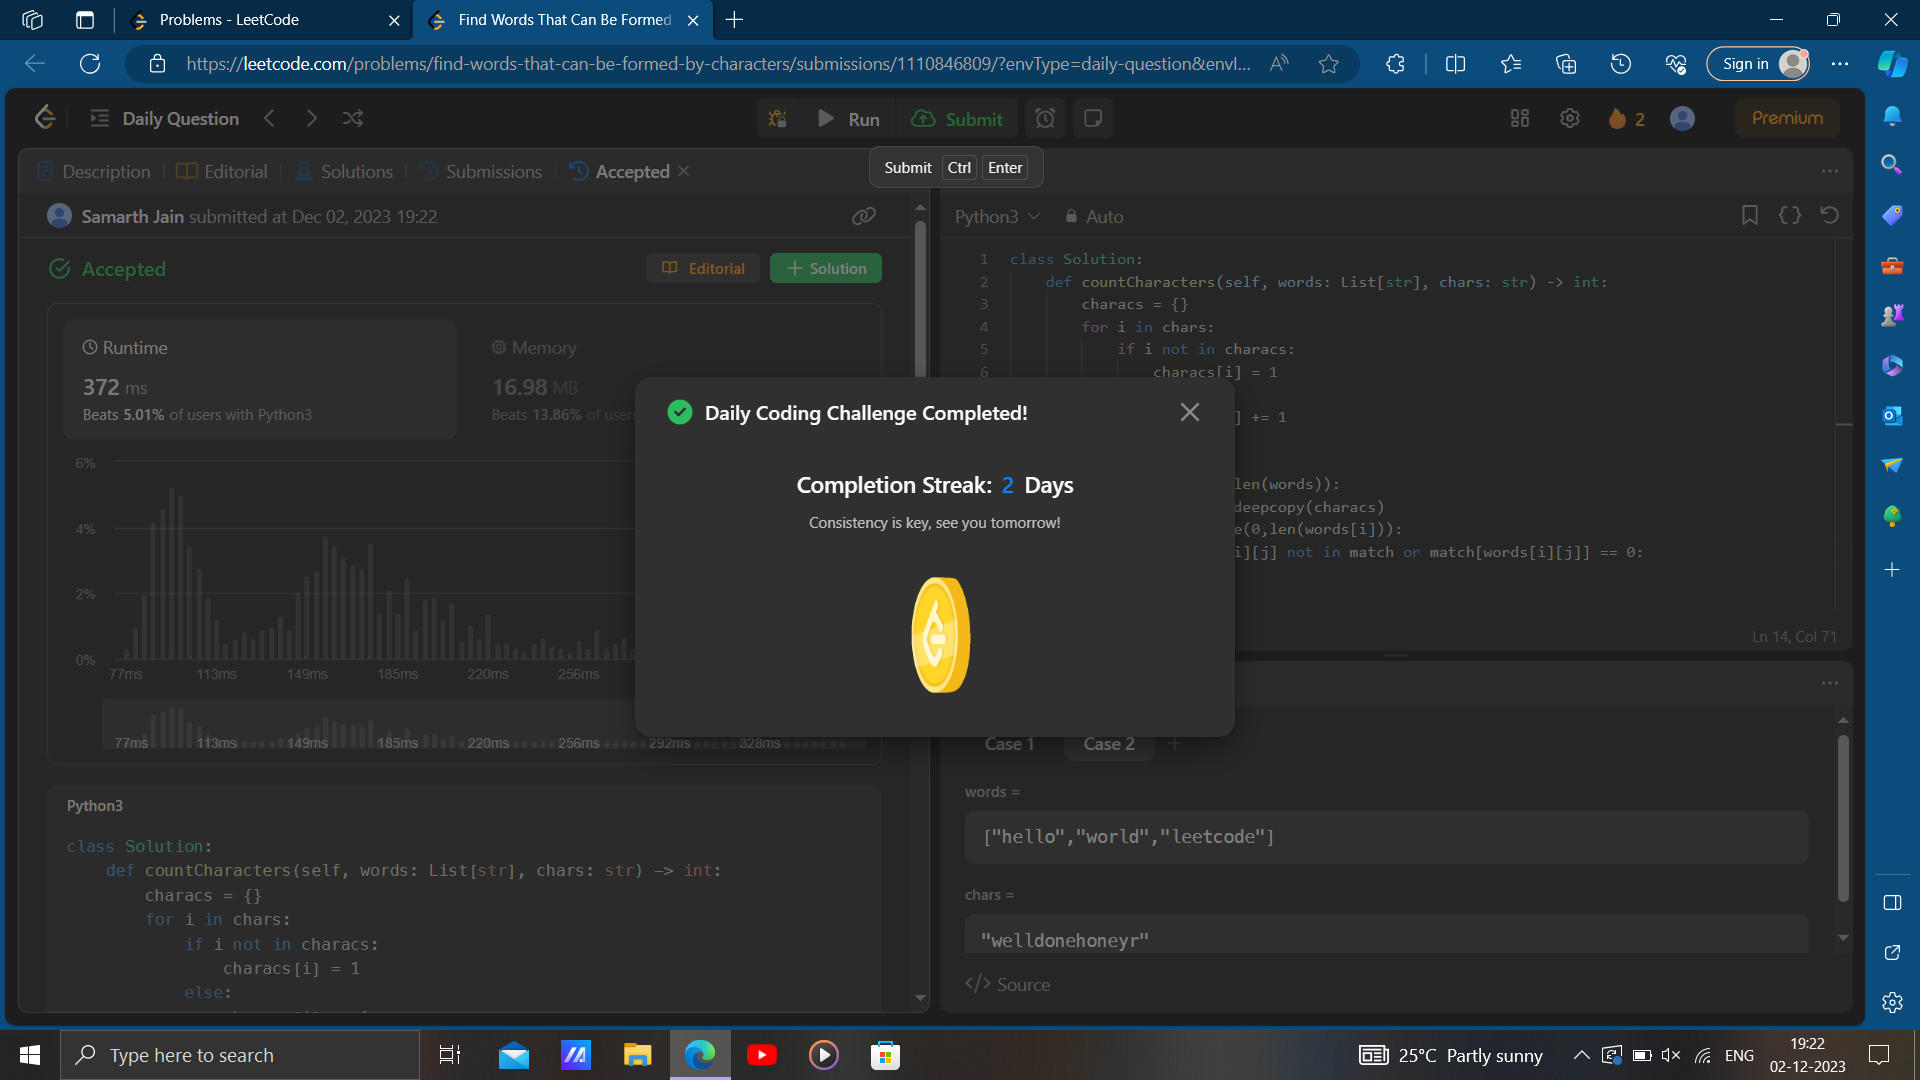 Problems - LeetCode
Find Words That Can Be Formed
https://leetcode.com/problems/find-words-that-can-be-formed-by-characters/submissions/1110846809/?envType=daily-question&envI...
Sign in
Daily Question
Run
Submit
2
Premium
Description
Editorial
Solutions
Submissions
Accepted
Submit Ctrl Enter
Samarth Jain submitted at Dec 02, 2023 19:22
Accepted
Editorial
Solution
Runtime
372 ms
Beats 5.01% of users with Python3
Memory
16.98 MB
Beats 13.86% of users
6%
4%
2%
0%
77ms 113ms 149ms 185ms 220ms 256ms
77ms 113ms 149ms 185ms 220ms 256ms 292ms 328ms
Python3
class Solution:
def countCharacters(self, words: List[str], chars: str) -> int:
characs = {}
for i in chars:
if i not in characs:
characs[i] = 1
else:
Python3
Auto
1 class Solution:
2 def countCharacters(self, words: List[str], chars: str) -> int:
3 characs = {}
4 for i in chars:
5 if i not in characs:
6 characs[i] = 1
] += 1
len(words)):
deepcopy(characs)
e(0,len(words[i])):
i][j] not in match or match[words[i][j]] == 0:
Ln 14, Col 71
Daily Coding Challenge Completed!
Completion Streak: 2 Days
Consistency is key, see you tomorrow!
Case 1
Case 2
words =
["hello","world","leetcode"]
chars =
"welldonehoneyr"
</> Source
Type here to search
25°C Partly sunny
ENG
19:22
02-12-2023